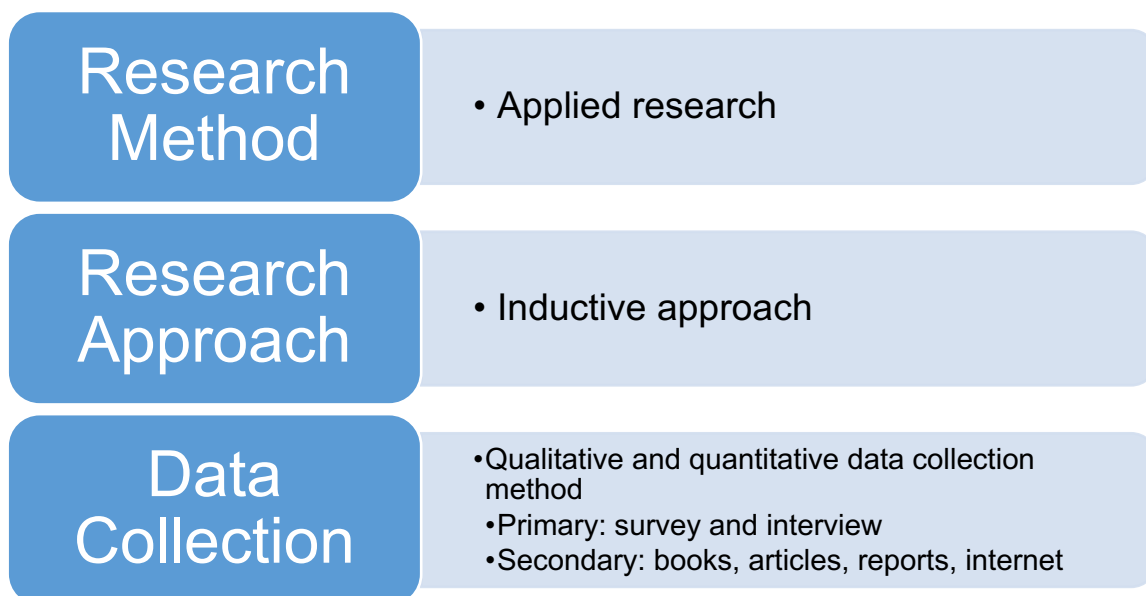 Research
Method
• Applied research
Research
Approach
• Inductive approach
Data
Collection
•Qualitative and quantitative data collection
method
•Primary: survey and interview
•Secondary: books, articles, reports, internet